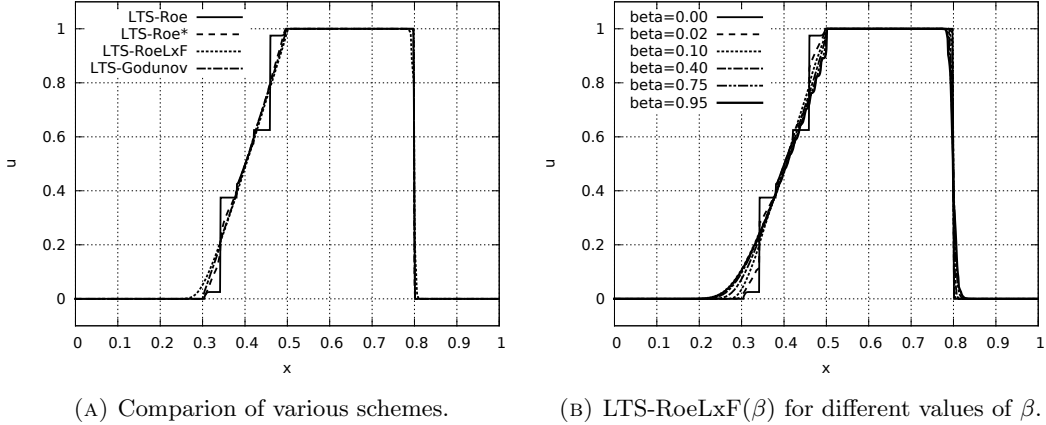 LTS-Roe
LTS-Roe*
LTS-RoeLxF
LTS-Godunov
1
0.8
0.6
0.4
0.2
0
u
0 0.1 0.2 0.3 0.4 0.5 0.6 0.7 0.8 0.9 1
x
(A) Comparion of various schemes.
beta=0.00
beta=0.02
beta=0.10
beta=0.40
beta=0.75
beta=0.95
1
0.8
0.6
0.4
0.2
0
u
0 0.1 0.2 0.3 0.4 0.5 0.6 0.7 0.8 0.9 1
x
(B) LTS-RoeLxF(β) for different values of β.